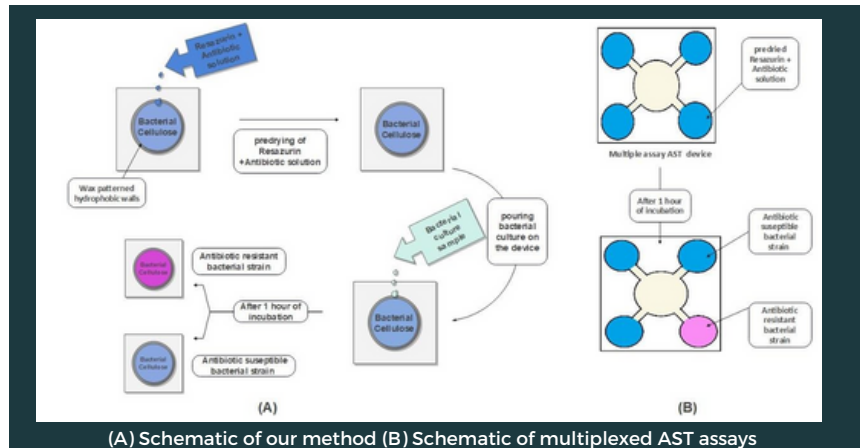 Resazurin +
Antibiotic
solution
Bacterial
Cellulose
predrying of
Resazurin
+Antibiotic solution
Bacterial
Cellulose
Wax patterned
hydrophobic walls
pouring
bacterial
culture on
the device
Bacterial
culture
sample
Bacterial
Cellulose
Antibiotic resistant
bacterial strain
Bacterial
Cellulose
After 1 hour of
incubation
Bacterial
Cellulose
Antibiotic suseptible
bacterial strain
(A)
predried
Resazurin +
Antibiotic
solution
Multiple assay AST device
After 1 hour
of incubation
Antibiotic
suseptible
bacterial
strain
Antibiotic
resistant
bacterial
strain
(B)
(A) Schematic of our method (B) Schematic of multiplexed AST assays